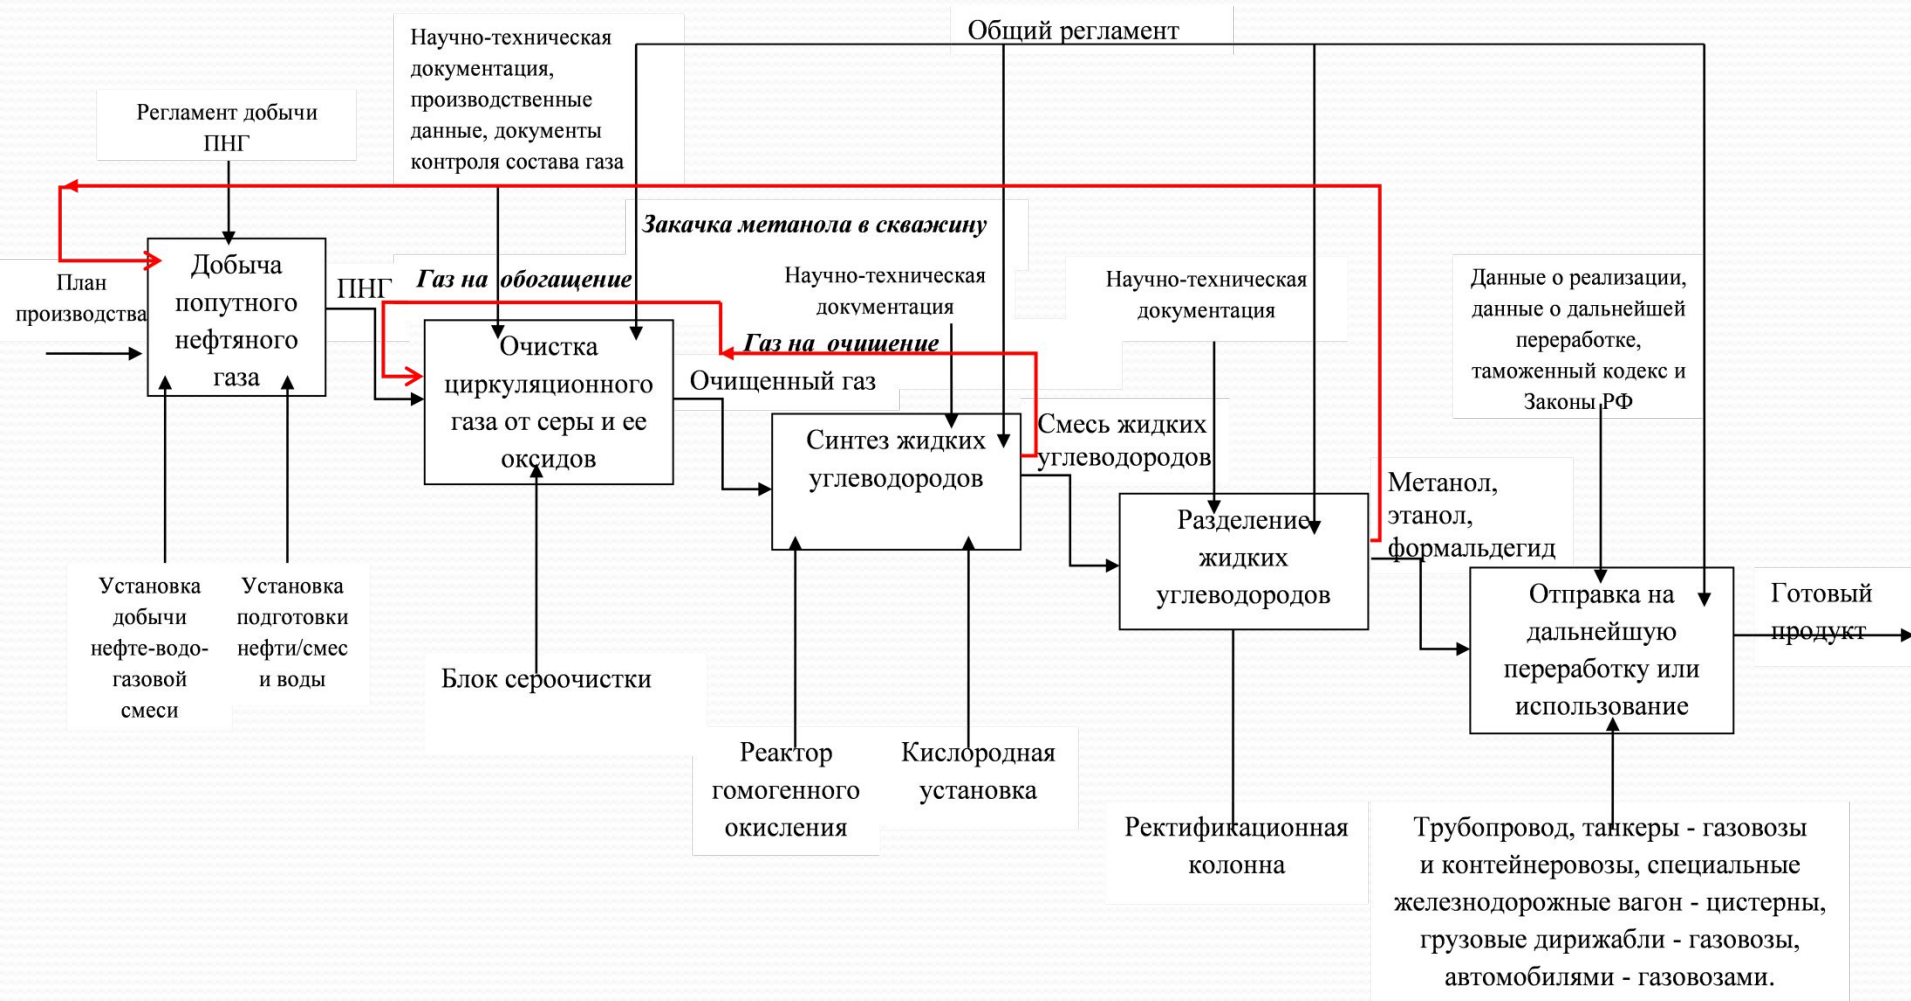 Общий регламент
Научно-техническая
документация,
производственные
данные, документы
контроля состава газа
Регламент добычи
ПНГ
Закачка метанола в скважину
План
производства
Добыча
попутного
нефтяного
газа
ПНГ
Газ на обогащение
Научно-техническая
документация
Научно-техническая
документация
Данные о реализации,
данные о дальнейшей
переработке,
таможенный кодекс и
Законы РФ
Очистка
циркуляционного
газа от серы и ее
оксидов
Газ на очишение
Очищенный газ
Синтез жидких
углеводородов
Смесь жидких
углеводородов
Разделение
жидких
углеводородов
Метанол,
этанол,
формальдегид
Отправка на
дальнейшую
переработку или
использование
Готовый
продукт
Установка
добычи
нефте-водо-
газовой
смеси
Установка
подготовки
нефти/смес
и воды
Блок сероочистки
Реактор
гомогенного
окисления
Кислородная
установка
Ректификационная
колонна
Трубопровод, танкеры - газовозы
и контейнеровозы, специальные
железнодорожные вагон - цистерны,
грузовые дирижабли - газовозы,
автомобилями - газовозами.